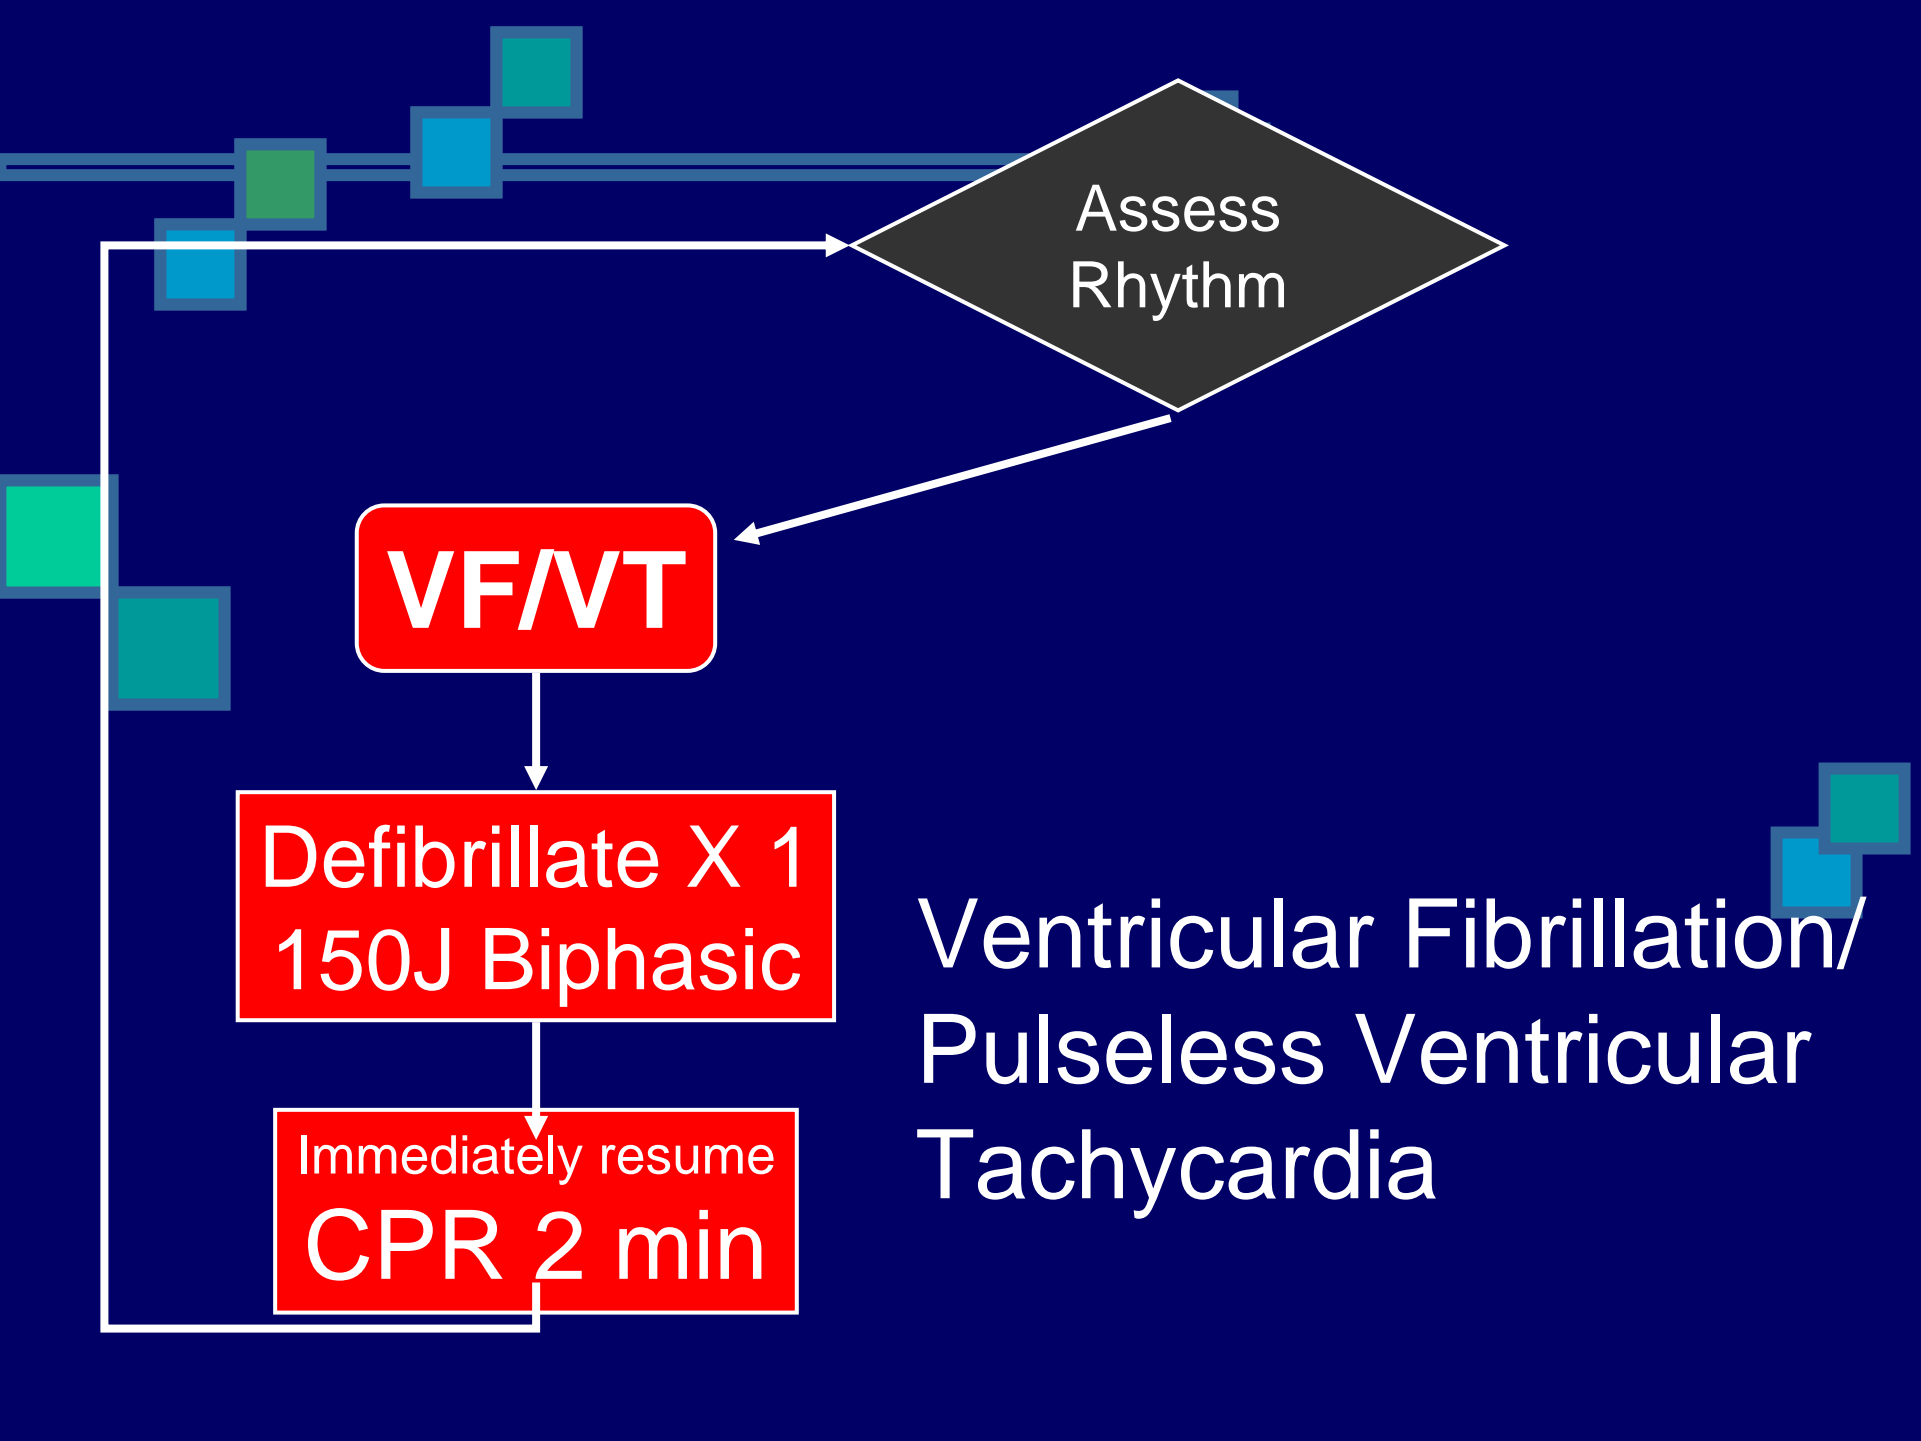 Assess
Rhythm
VF/VT
Defibrillate X 1
150J Biphasic
Immediately resume
CPR 2 min
Ventricular Fibrillation/
Pulseless Ventricular
Tachycardia